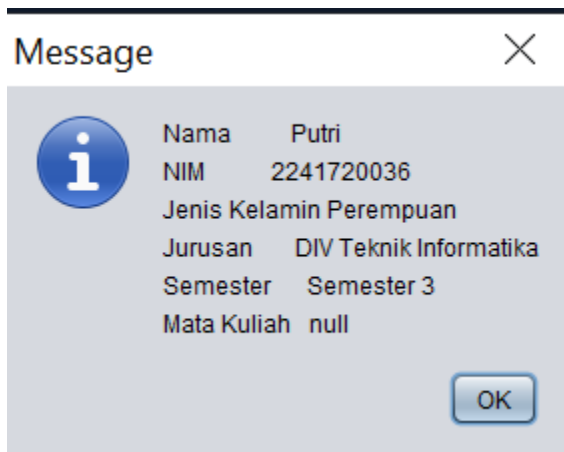 Message
Nama Putri
NIM 2241720036
Jenis Kelamin Perempuan
Jurusan DIV Teknik Informatika
Semester Semester 3
Mata Kuliah null
OK